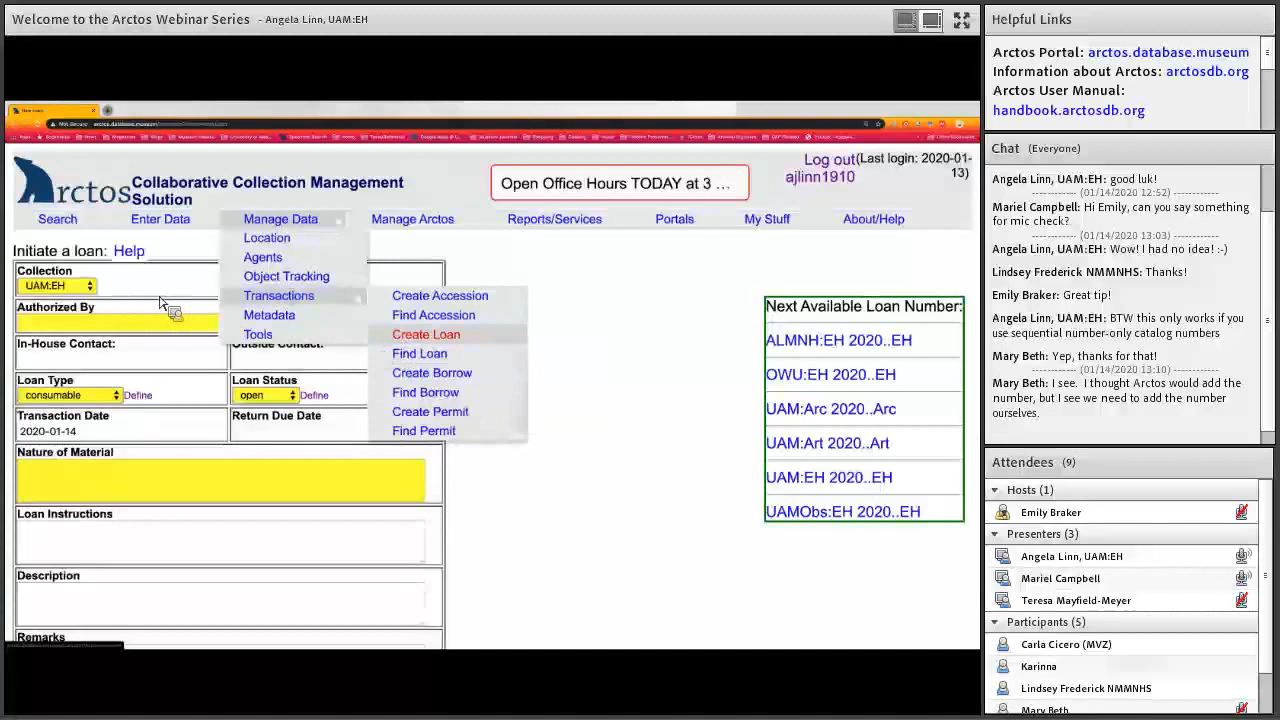 Welcome to the Arctos Webinar Series - Angela Linn, UAM:EH
arctos.database.museum
Arctos
Collaborative Collection Management
Solution
Open Office Hours TODAY at 3 ...
Log out(Last login: 2020-01-
13)
ajlinn1910
Search Enter Data Manage Data Manage Arctos Reports/Services Portals My Stuff About/Help
Location
Agents
Object Tracking
Transactions
Metadata
Tools
Create Accession
Find Accession
Create Loan
Find Loan
Create Borrow
Find Borrow
Create Permit
Find Permit
Initiate a loan: Help
Collection
UAM:EH
Authorized By
In-House Contact: Outside Contact:
Loan Type Loan Status
consumable Define open Define
Transaction Date Return Due Date
2020-01-14
Nature of Material
Loan Instructions
Description
Remarks
Next Available Loan Number:
ALMNH:EH 2020..EH
OWU:EH 2020..EH
UAM:Arc 2020..Arc
UAM:Art 2020..Art
UAM:EH 2020..EH
UAMObs:EH 2020..EH
Helpful Links
Arctos Portal: arctos.database.museum
Information about Arctos: arctosdb.org
Arctos User Manual:
handbook.arctosdb.org
Chat (Everyone)
Angela Linn, UAM:EH: good luk!
(01/14/2020 12:52)
Mariel Campbell: Hi Emily, can you say something
for mic check?
(01/14/2020 13:03)
Angela Linn, UAM:EH: Wow! I had no idea! :-)
Lindsey Frederick NMMNHS: Thanks!
Emily Braker: Great tip!
Angela Linn, UAM:EH: BTW this only works if you
use sequential number-only catalog numbers
Mary Beth: Yep, thanks for that!
(01/14/2020 13:10)
Mary Beth: I see. I thought Arctos would add the
number, but I see we need to add the number
ourselves.
Attendees (9)
Hosts (1)
Emily Braker
Presenters (3)
Angela Linn, UAM:EH
Mariel Campbell
Teresa Mayfield-Meyer
Participants (5)
Carla Cicero (MVZ)
Karinna
Lindsey Frederick NMMNHS
Mary Beth